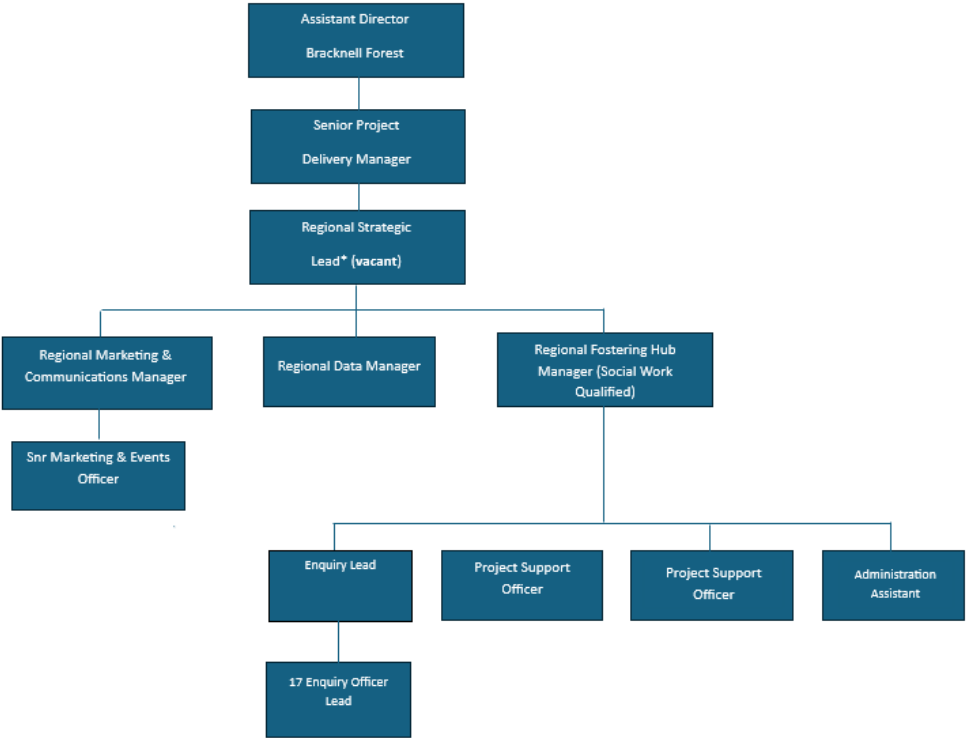 Assistant Director
Bracknell Forest
Senior Project
Delivery Manager
Regional Strategic
Lead* (vacant)
Regional Marketing &
Communications Manager
Regional Data Manager
Regional Fostering Hub
Manager (Social Work
Qualified)
Snr Marketing & Events
Officer
Enquiry Lead
Project Support
Officer
Project Support
Officer
Administration
Assistant
17 Enquiry Officer
Lead